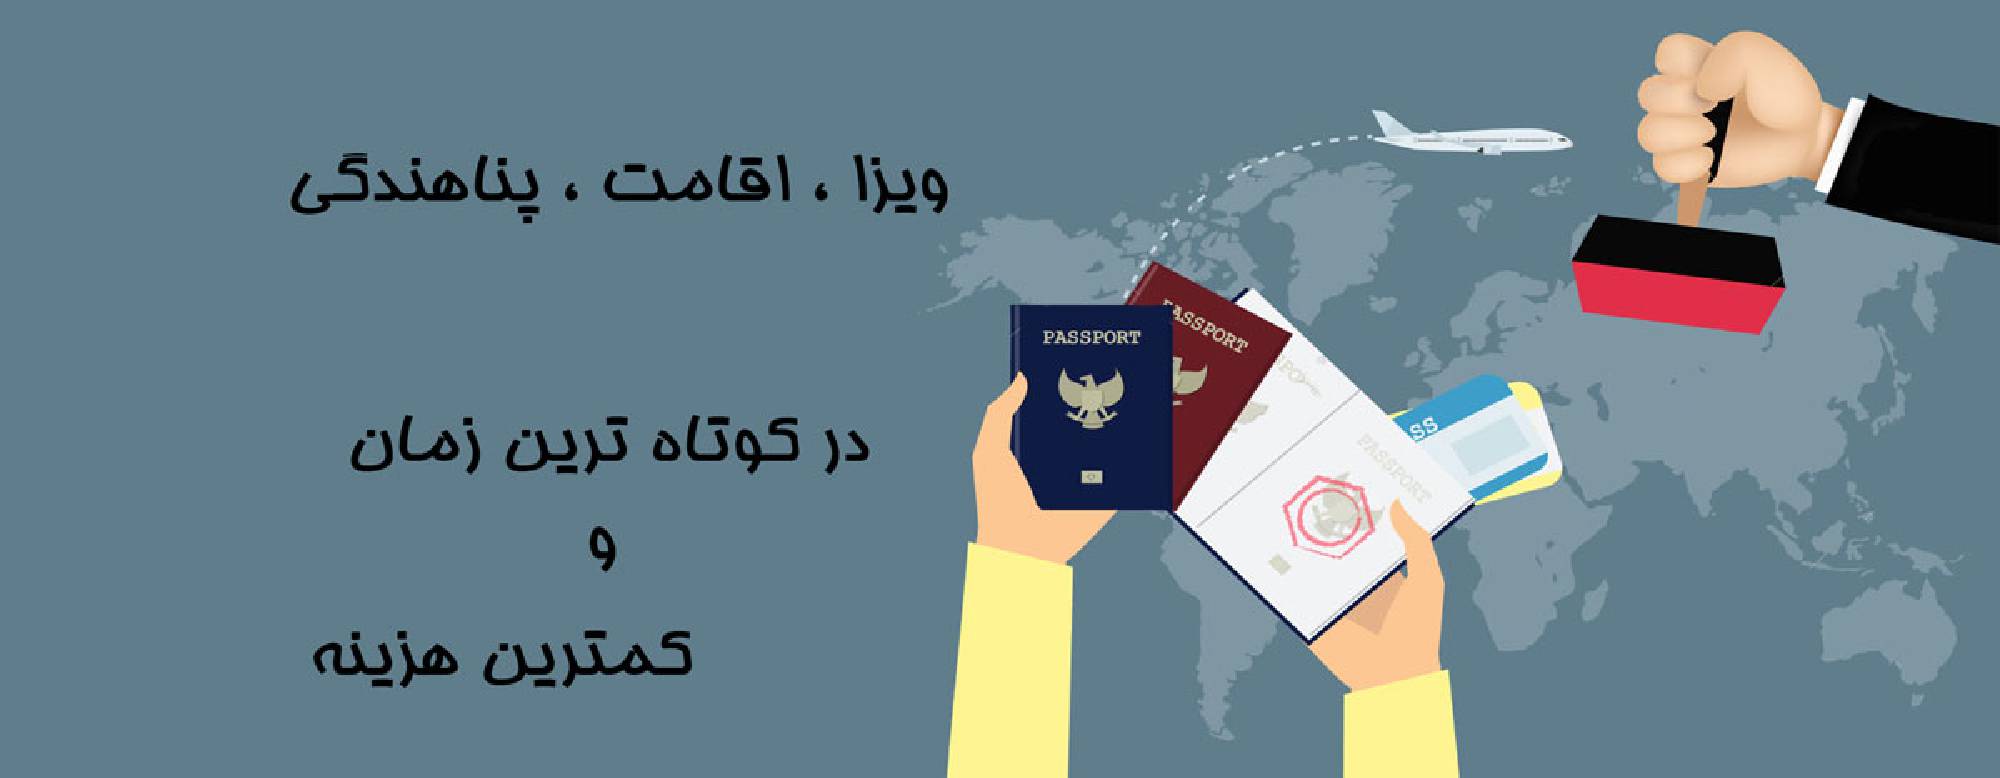 ویزا ، اقامت ، پناهندگی
در کوتاه ترین زمان
و
کمترین هزینه
PASSPORT
PASSPORT
PASSPORT